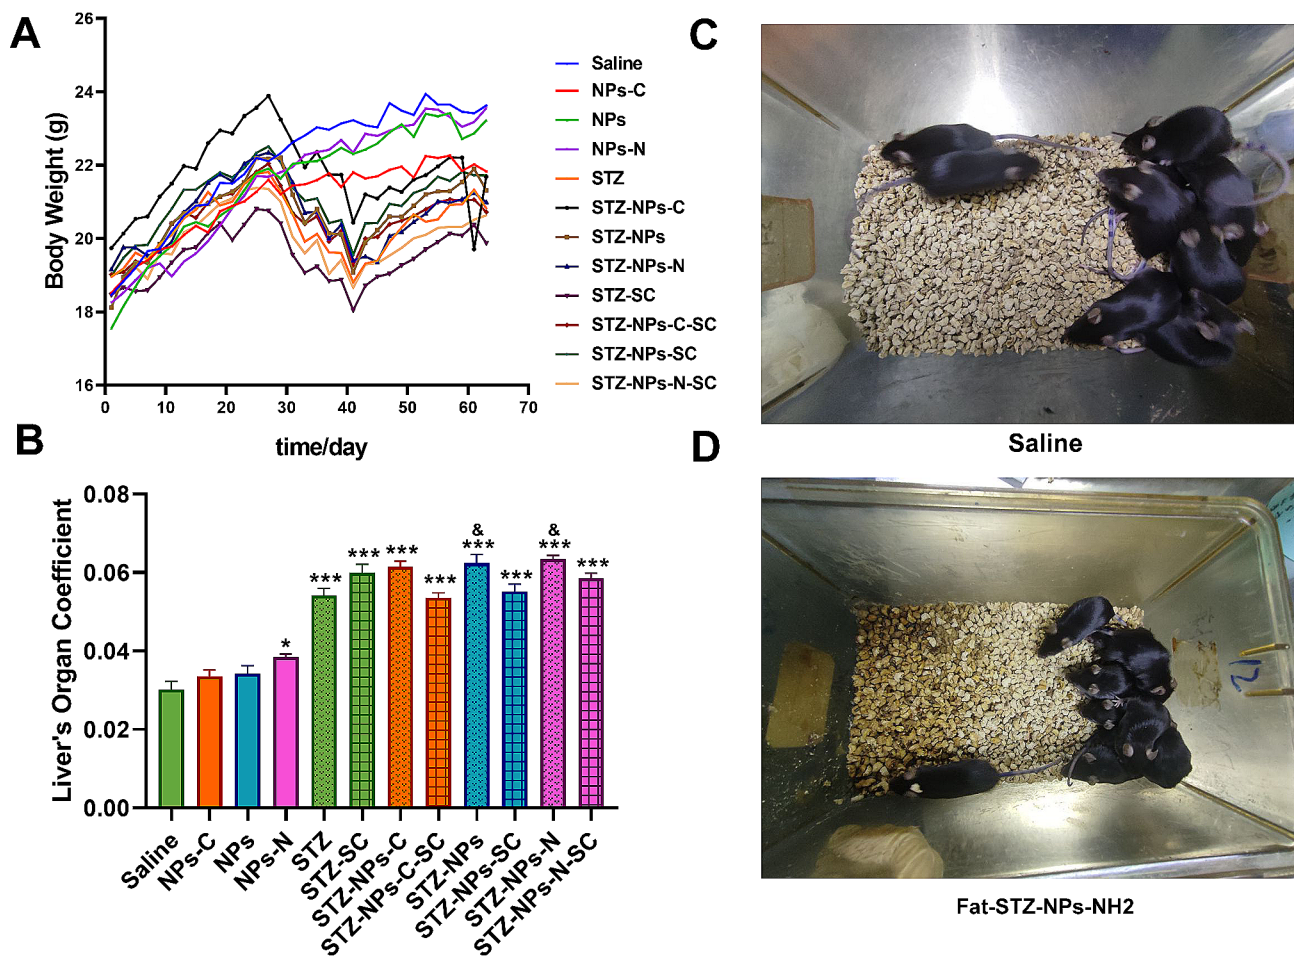 A
Body Weight (g)
26
24
22
20
18
16
0 10 20 30 40 50 60 70
time/day
Saline
NPs-C
NPs
NPs-N
STZ
STZ-NPs-C
STZ-NPs
STZ-NPs-N
STZ-SC
STZ-NPs-C-SC
STZ-NPs-SC
STZ-NPs-N-SC
B
Liver's Organ Coefficient
0.08
0.06
0.04
0.02
0.00
* *** *** *** *** & *** *** & *** ***
Saline
NPs-C
NPs
NPs-N
STZ
STZ-SC
STZ-NPs-C
STZ-NPs-C-SC
STZ-NPs
STZ-NPs-SC
STZ-NPs-N
STZ-NPs-N-SC
C
Saline
D
Fat-STZ-NPs-NH2